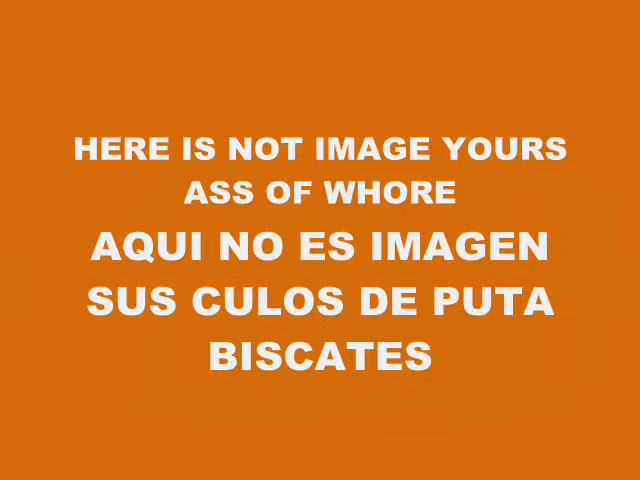 HERE IS NOT IMAGE YOURS
ASS OF WHORE
AQUI NO ES IMAGEN
SUS CULOS DE PUTA
BISCATES